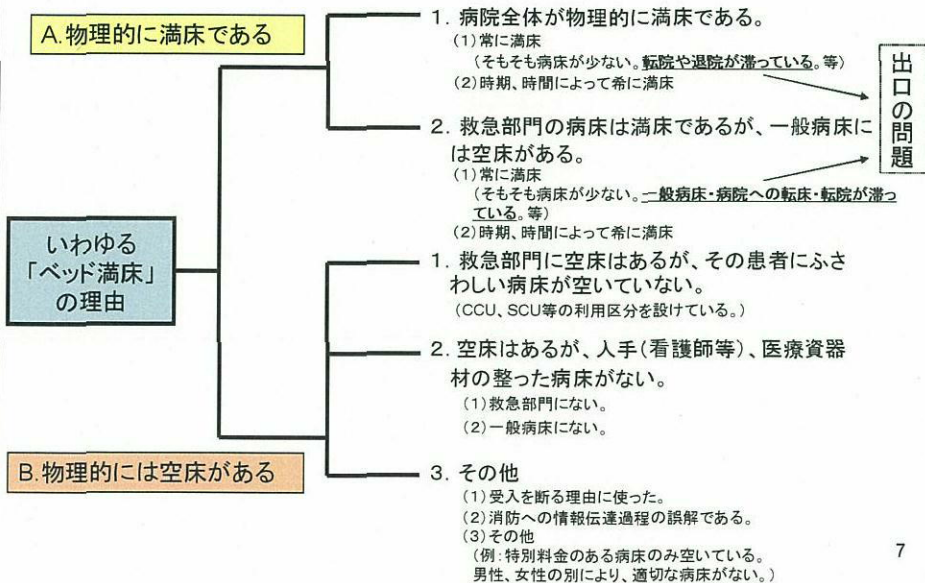 A.物理的に満床である
1. 病院全体が物理的に満床である。
(1)常に満床
(そもそも病床が少ない。転院や退院が滞っている。等)
(2)時期、時間によって希に満床
2. 救急部門の病床は満床であるが、一般病床に
は空床がある。
(1)常に満床
(そもそも病床が少ない。一般病床・病院への転床・転院が滞っ
ている。等)
(2)時期、時間によって希に満床
出口の問題
いわゆる
「ベッド満床」
の理由
B.物理的には空床がある
1. 救急部門に空床はあるが、その患者にふさ
わしい病床が空いていない。
(CCU、SCU等の利用区分を設けている。)
2. 空床はあるが、人手(看護師等)、医療資器
材の整った病床がない。
(1)救急部門にない。
(2)一般病床にない。
3. その他
(1)受入を断る理由に使った。
(2)消防への情報伝達過程の誤解である。
(3)その他
(例:特別料金のある病床のみ空いている。
男性、女性の別により、適切な病床がない。)
7